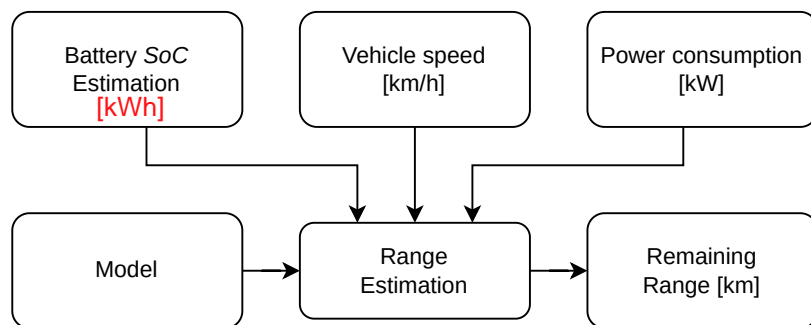 Battery SoC
Estimation
[kWh]
Vehicle speed
[km/h]
Power consumption
[kW]
Model
Range
Estimation
Remaining
Range [km]